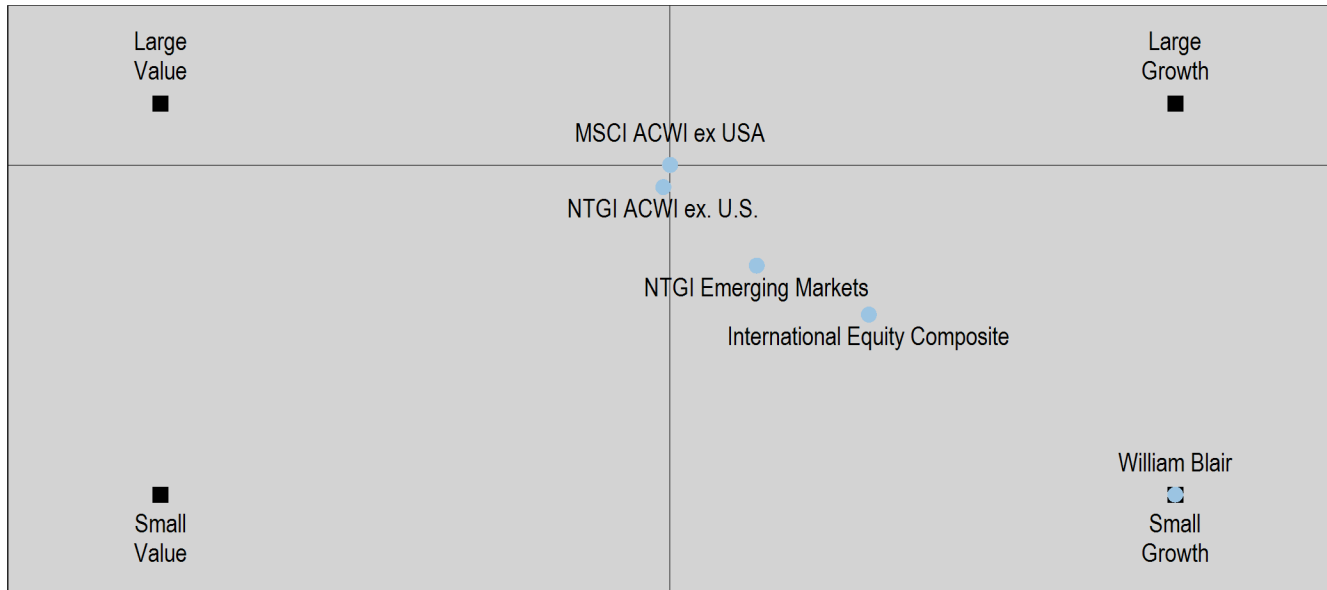 Large
Value
Large
Growth
MSCI ACWI ex USA
NTGI ACWI ex. U.S.
NTGI Emerging Markets
International Equity Composite
William Blair
Small
Value
Small
Growth